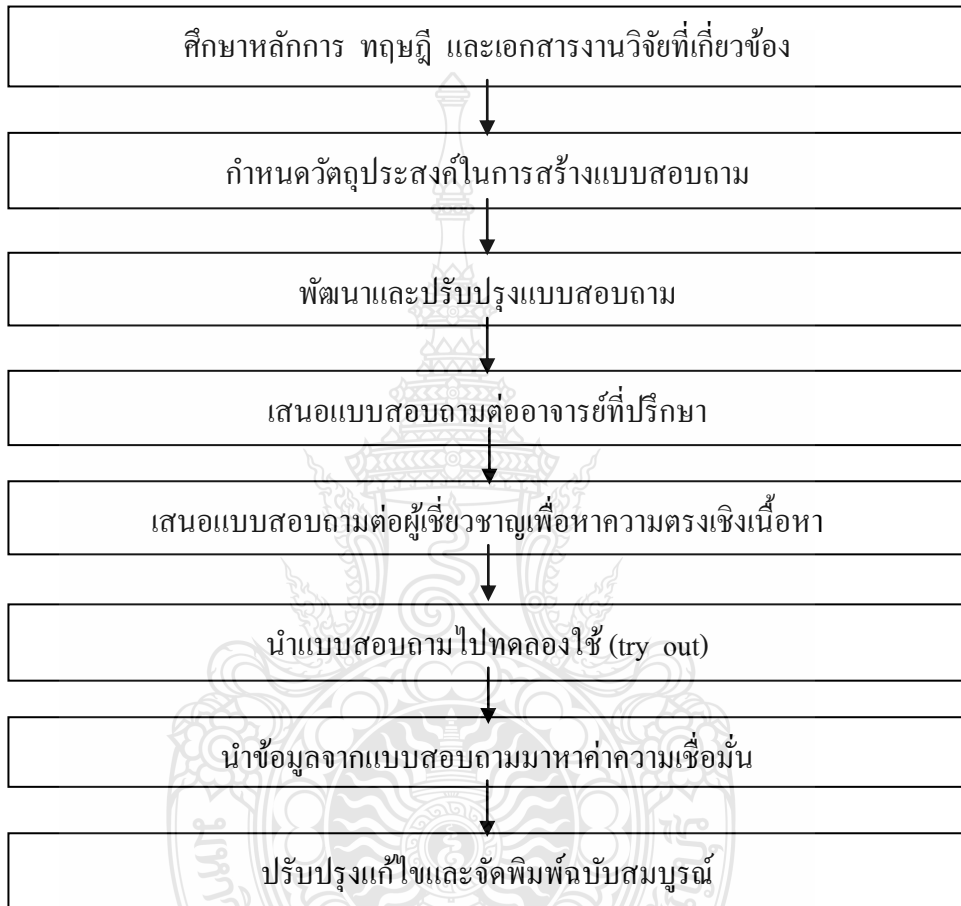 ศึกษาหลักการ ทฤษฎี และเอกสารงานวิจัยที่เกี่ยวข้อง
กำหนดวัตถุประสงค์ในการสร้างแบบสอบถาม
พัฒนาและปรับปรุงแบบสอบถาม
เสนอแบบสอบถามต่ออาจารย์ที่ปรึกษา
เสนอแบบสอบถามต่อผู้เชี่ยวชาญเพื่อหาความตรงเชิงเนื้อหา
นำแบบสอบถามไปทดลองใช้ (try out)
นำข้อมูลจากแบบสอบถามมาหาค่าความเชื่อมั่น
ปรับปรุงแก้ไขและจัดพิมพ์ฉบับสมบูรณ์